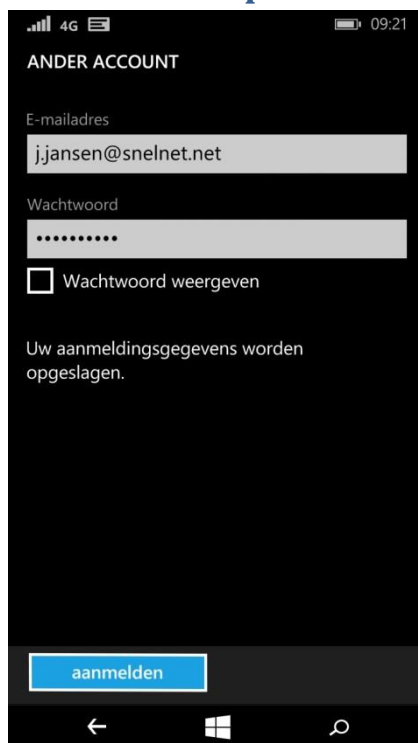 4G 09:21
ANDER ACCOUNT
E-mailadres
j.jansen@snelnet.net
Wachtwoord
••••••••••
Wachtwoord weergeven
Uw aanmeldingsgegevens worden
opgeslagen.
aanmelden